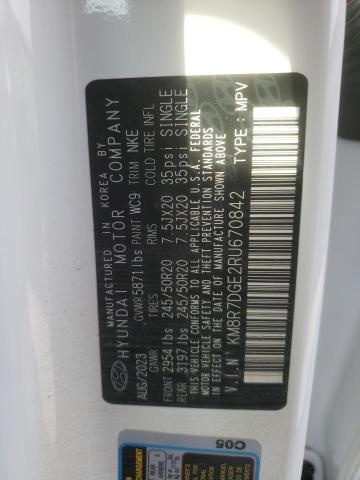 MANUFACTURED IN KOREA BY
HYUNDAI MOTOR COMPANY
GVWR 5871 lbs PAINT WC9 TRIM NKE
AUG/2023 GAWR TIRES RIMS COLD TIRE INFL
FRONT 2954 lbs 245/50R20 7.5JX20 35psi SINGLE
REAR 3197 lbs 245/50R20 7.5JX20 35psi SINGLE
THIS VEHICLE CONFORMS TO ALL APPLICABLE U.S.A. FEDERAL
MOTOR VEHICLE SAFETY, BUMPER, AND THEFT PREVENTION STANDARDS
IN EFFECT ON THE DATE OF MANUFACTURE SHOWN ABOVE.
V.I.N : KM8R7DGE2RU670842 TYPE : MPV
C05